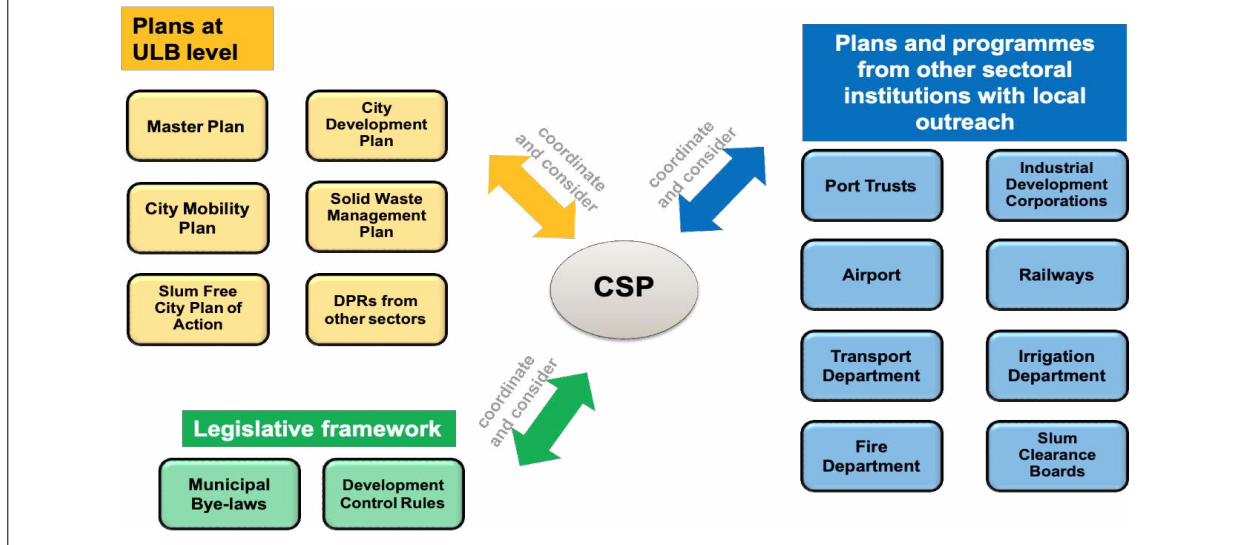 Plans at
ULB level
Master Plan
City
Development
Plan
City Mobility
Plan
Solid Waste
Management
Plan
Slum Free
City Plan of
Action
DPRs from
other sectors
coordinate
and consider
coordinate
and consider
Plans and programmes
from other sectoral
institutions with local
outreach
Port Trusts
Industrial
Development
Corporations
Airport
Railways
Transport
Department
Irrigation
Department
Fire
Department
Slum
Clearance
Boards
CSP
coordinate
and consider
Legislative framework
Municipal
Bye-laws
Development
Control Rules